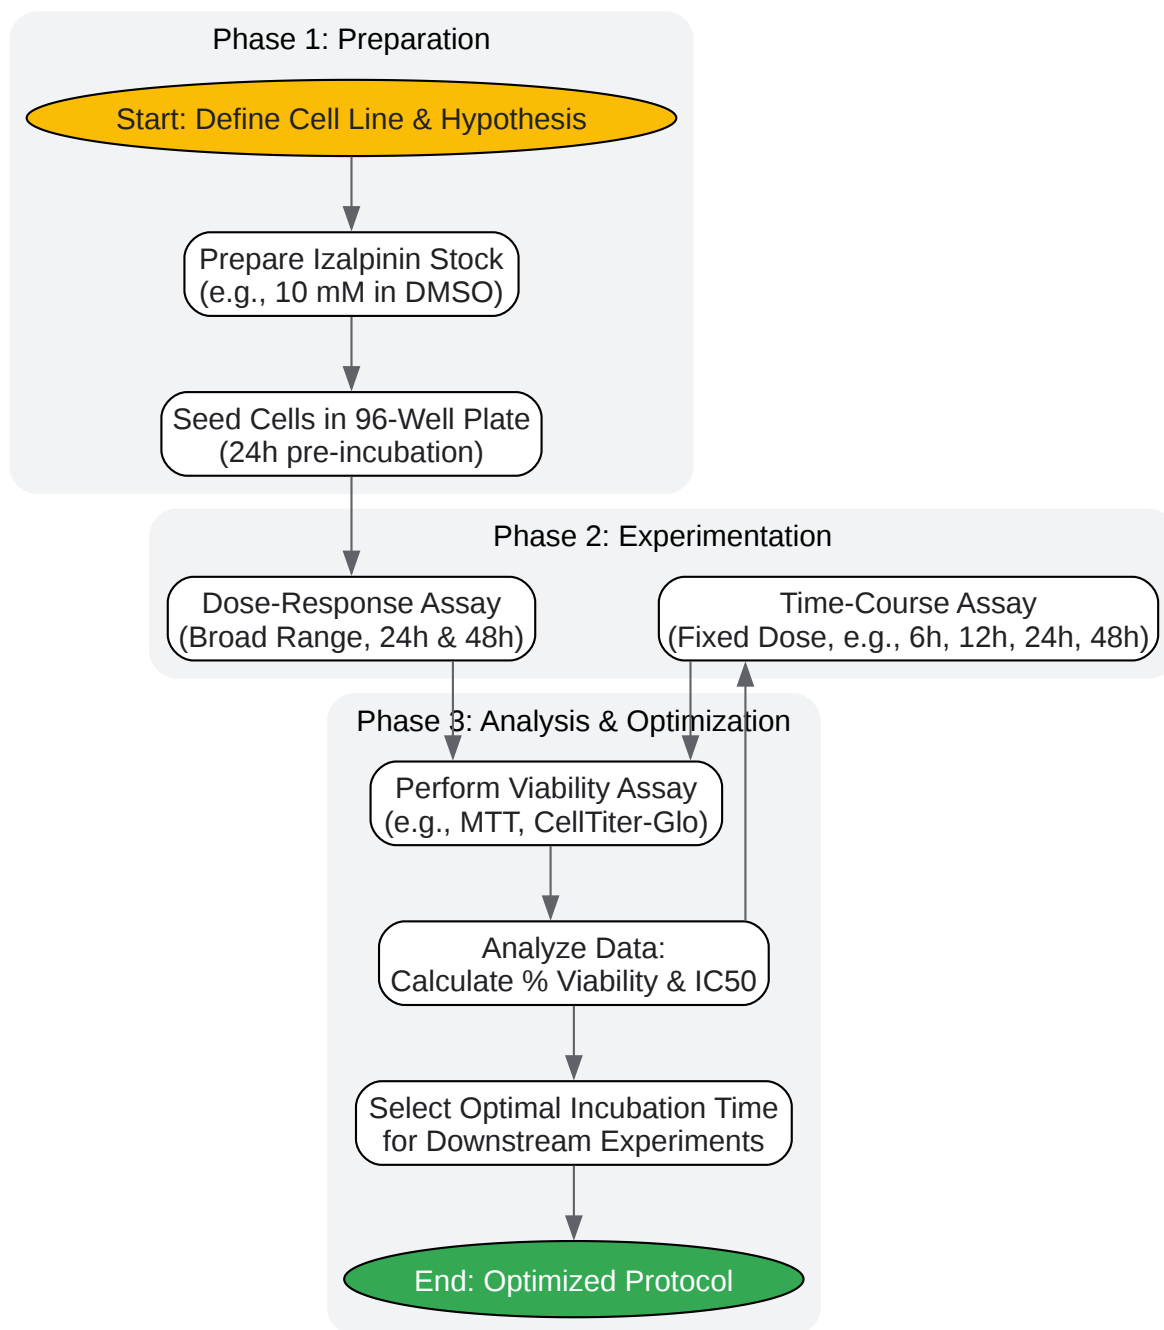 Phase 1: Preparation
Start: Define Cell Line & Hypothesis
Prepare Izalpinin Stock
(e.g., 10 mM in DMSO)
Seed Cells in 96-Well Plate
(24h pre-incubation)
Phase 2: Experimentation
Dose-Response Assay
(Broad Range, 24h & 48h)
Time-Course Assay
(Fixed Dose, e.g., 6h, 12h, 24h, 48h)
Phase 3: Analysis & Optimization
Perform Viability Assay
(e.g., MTT, CellTiter-Glo)
Analyze Data:
Calculate % Viability & IC50
Select Optimal Incubation Time
for Downstream Experiments
End: Optimized Protocol